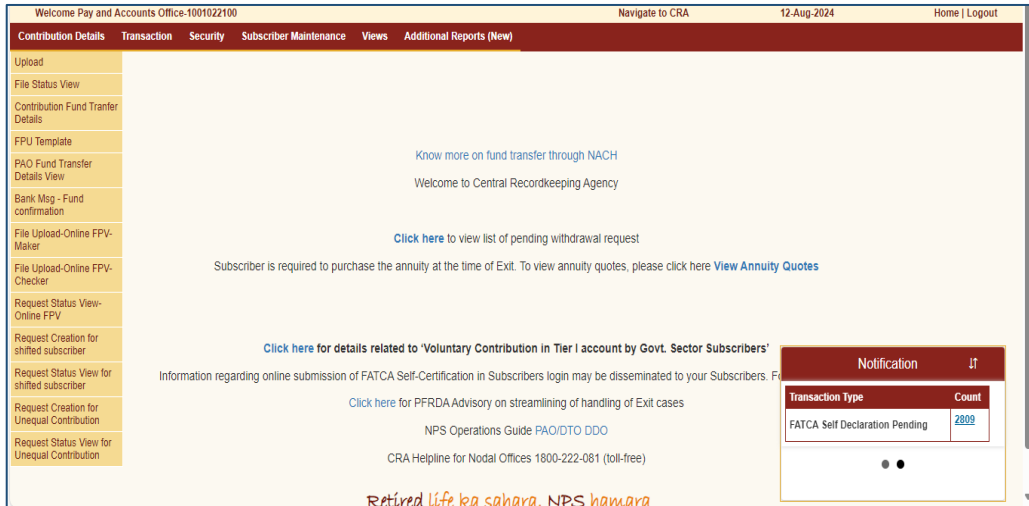 Welcome Pay and Accounts Office-1001022100 Navigate to CRA 12-Aug-2024 Home | Logout
Contribution Details Transaction Security Subscriber Maintenance Views Additional Reports (New)
Upload
File Status View
Contribution Fund Tranfer
Details
FPU Template
PAO Fund Transfer
Details View
Bank Msg - Fund
confirmation
File Upload-Online FPV-
Maker
File Upload-Online FPV-
Checker
Request Status View-
Online FPV
Request Creation for
shifted subscriber
Request Status View for
shifted subscriber
Request Creation for
Unequal Contribution
Request Status View for
Unequal Contribution
Know more on fund transfer through NACH
Welcome to Central Recordkeeping Agency
Click here to view list of pending withdrawal request
Subscriber is required to purchase the annuity at the time of Exit. To view annuity quotes, please click here View Annuity Quotes
Click here for details related to 'Voluntary Contribution in Tier I account by Govt. Sector Subscribers'
Information regarding online submission of FATCA Self-Certification in Subscribers login may be disseminated to your Subscribers.
Click here for PFRDA Advisory on streamlining of handling of Exit cases
NPS Operations Guide PAO/DTO DDO
CRA Helpline for Nodal Offices 1800-222-081 (toll-free)
Retired life ka sahara, NPS hamara
Notification
Transaction Type Count
FATCA Self Declaration Pending 2809